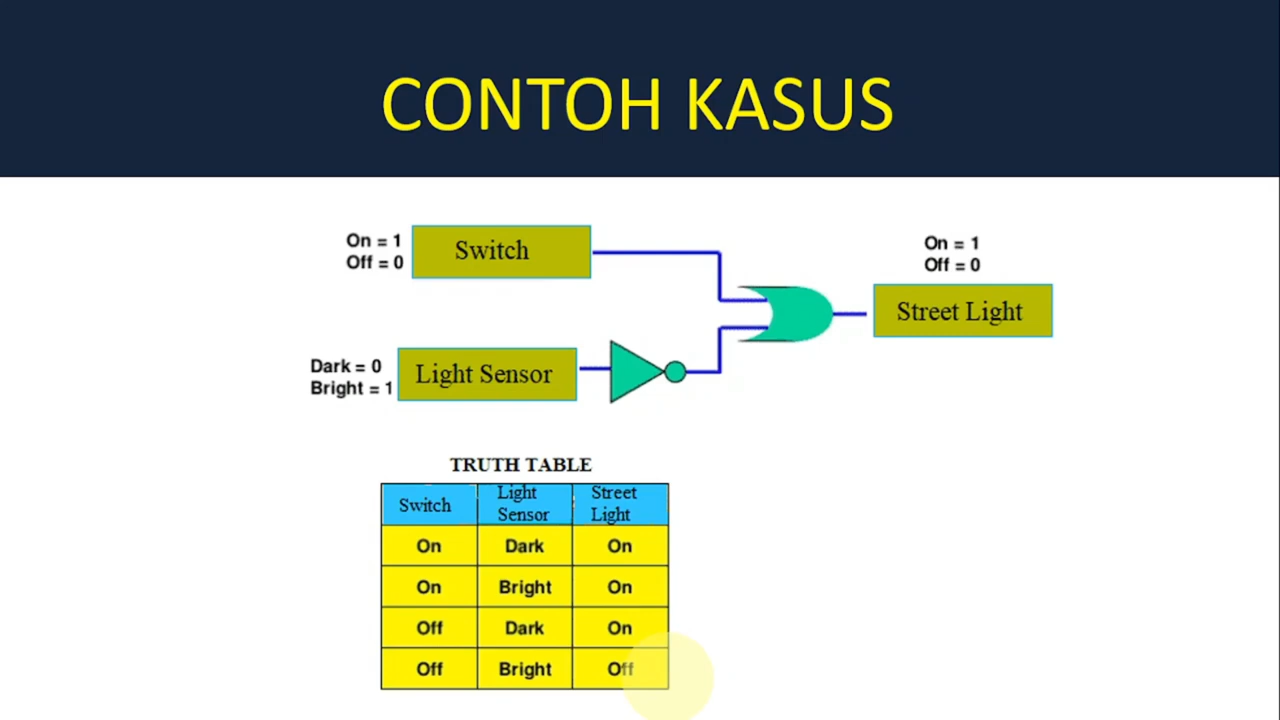 CONTOH KASUS
On = 1
Off = 0
Switch
On = 1
Off = 0
Street Light
Dark = 0
Bright = 1
Light Sensor
TRUTH TABLE
Switch Light Sensor Street Light
On Dark On
On Bright On
Off Dark On
Off Bright Off